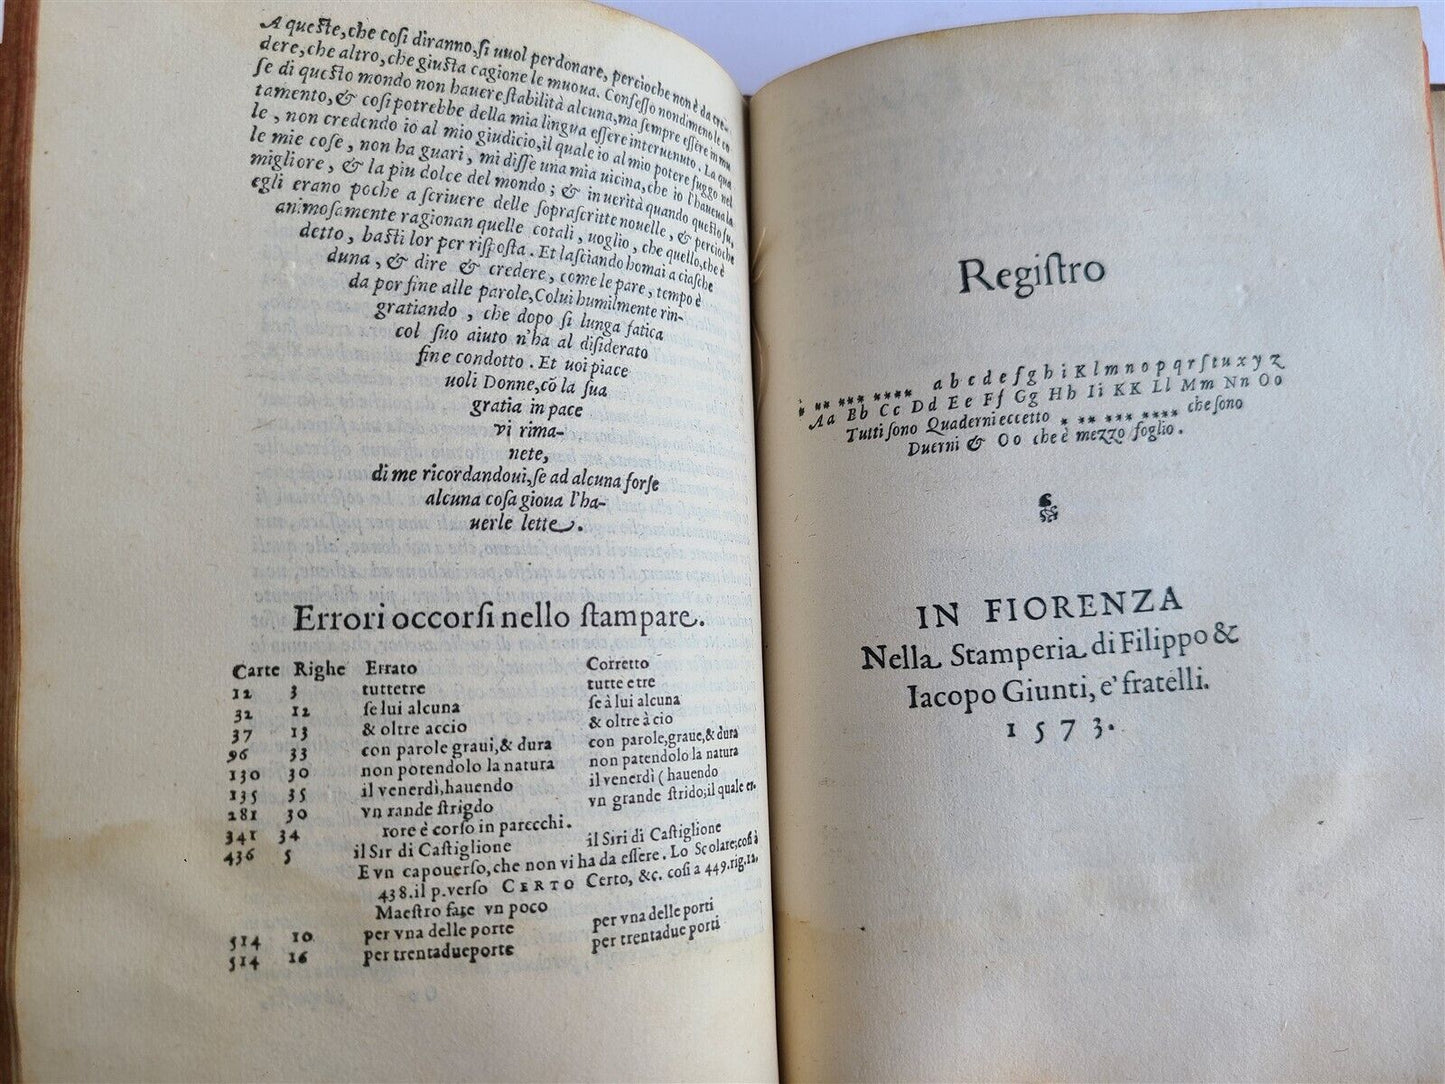 A queſte, che coſi diranno, ſi uuol perdonare, percioche non è da cre-
dere, che altro, che giuſta cagione le muoua. Confeſſo nondimeno le co
ſe di queſto mondo non hauere ſtabilità alcuna, ma ſempre eſſere in mu
tamento, & coſi potrebbe della mia lingua eſſere interuenuto. La qua
le, non credendo io al mio giudicio, il quale io al mio potere fuggo nel
le mie coſe, non ha guari, mi diſſe una mia uicina, che io l'haueua la
migliore, & la piu dolce del mondo; & in uerità quando queſto fu,
egli erano poche a ſcriuere delle ſopraſcritte nouelle, & percioche
animoſamente ragionan quelle cotali, uoglio, che quello, che è
detto, baſti lor per riſpoſta. Et laſciando homai a ciaſche
duna, & dire & credere, come le pare, tempo è
da por fine alle parole, Colui humilmente rin-
gratiando, che dopo ſi lunga fatica
col ſuo aiuto n'ha al diſiderato
fine condotto. Et uoi piace
uoli Donne, cõ la ſua
gratia in pace
vi rima-
nete,
di me ricordandoui, ſe ad alcuna forſe
alcuna coſa gioua l'ha-
uerle lette.
Errori occorſi nello ſtampare.
Carte Righe Errato Corretto
12 3 tuttetre tutte e tre
32 12 ſe lui alcuna ſe à lui alcuna
37 13 & oltre accio & oltre à cio
96 33 con parole graui, & dura con parole, graue, & dura
130 30 non potendolo la natura non patendolo la natura
135 35 il venerdì, hauendo il venerdì ( hauendo
281 30 vn rande ſtrigdo vn grande ſtrido; il quale er.
341 34 rore è corſo in parecchi.
436 5 il Sir di Caſtiglione il Siri di Caſtiglione
E vn capouerſo, che non vi ha da eſſere. Lo Scolare; coſi à
438. il p. verſo CERTO Certo, &c. coſi a 449. rig. 12.
Maeſtro fate vn poco
514 10 per vna delle porte per vna delle porti
514 16 per trentadue porte per trentadue porti
Regiſtro
* ** *** **** a b c d e f g h i K l m n o p q r ſ t u x y z
Aa Bb Cc Dd Ee Ff Gg Hh Ii KK Ll Mm Nn Oo
Tutti ſono Quaderni eccetto * ** *** **** che ſono
Duerni & Oo che è mezzo foglio.
IN FIORENZA
Nella Stamperia di Filippo &
Iacopo Giunti, e' fratelli.
1573.